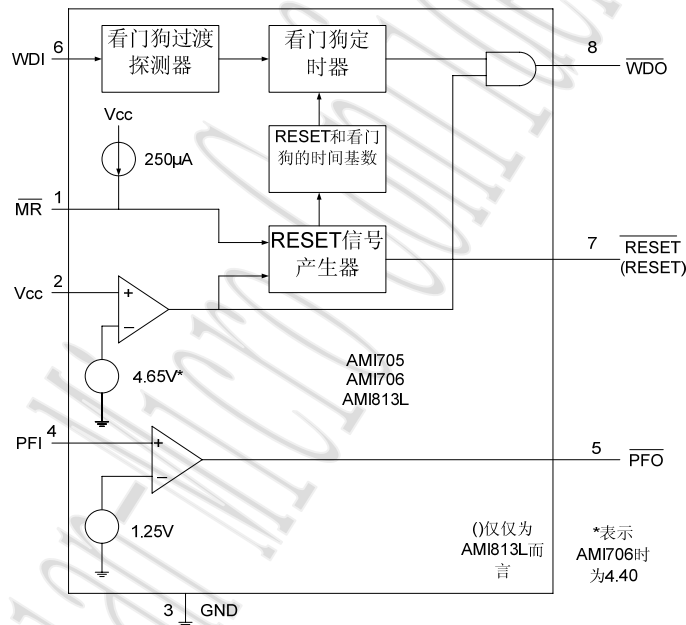 WDI
6
看门狗过渡
探测器
看门狗定
时器
8
WDO
Vcc
250μA
RESET和看门
狗的时间基数
1
MR
RESET信号
产生器
7
RESET
(RESET)
2
Vcc
+
−
4.65V*
AMI705
AMI706
AMI813L
4
PFI
+
−
5
PFO
1.25V
()仅仅为
AMI813L而
言
*表示
AMI706时
为4.40
3
GND